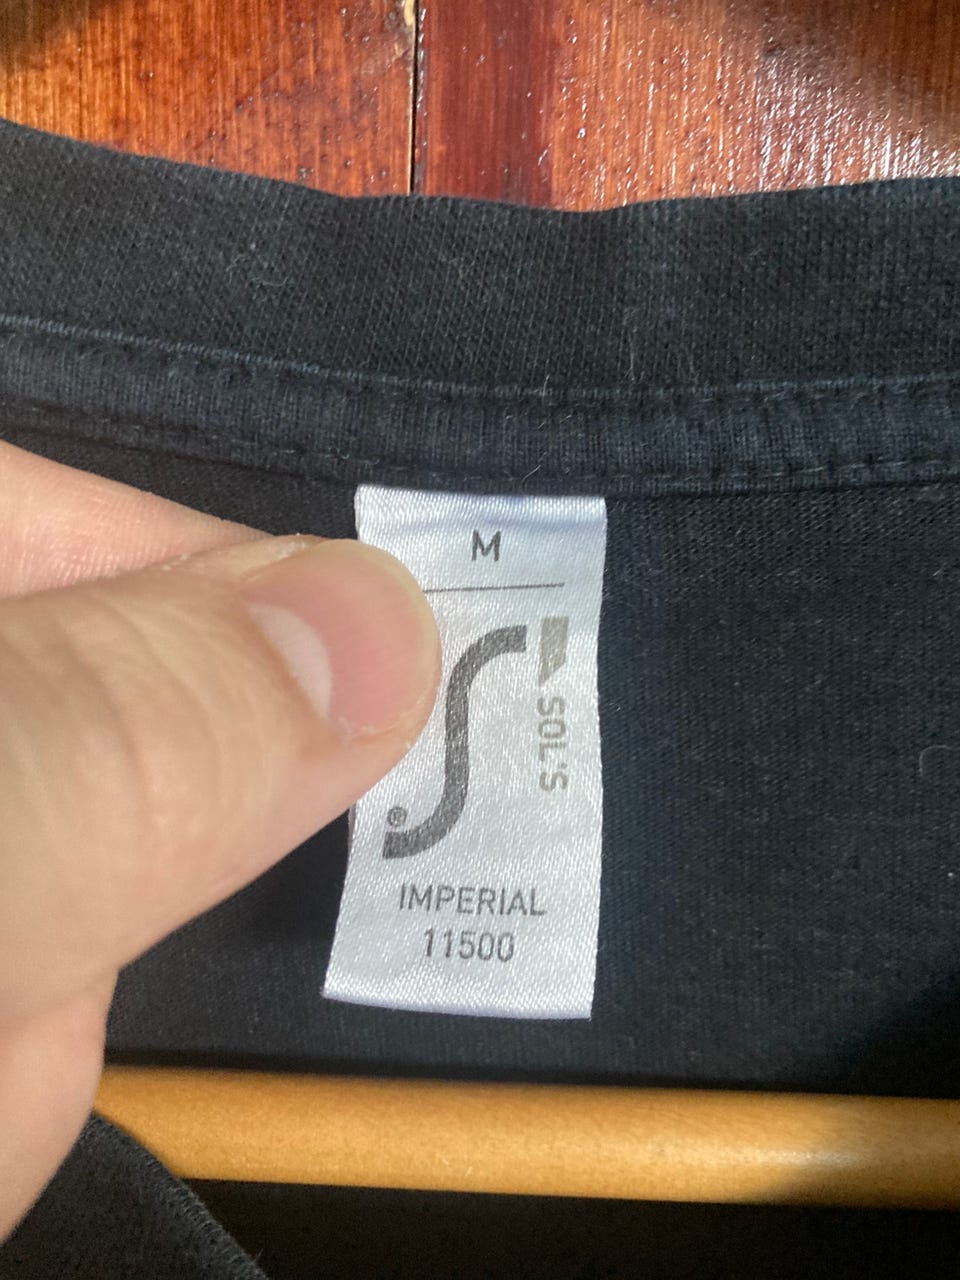 M
SOL'S
®
IMPERIAL
11500